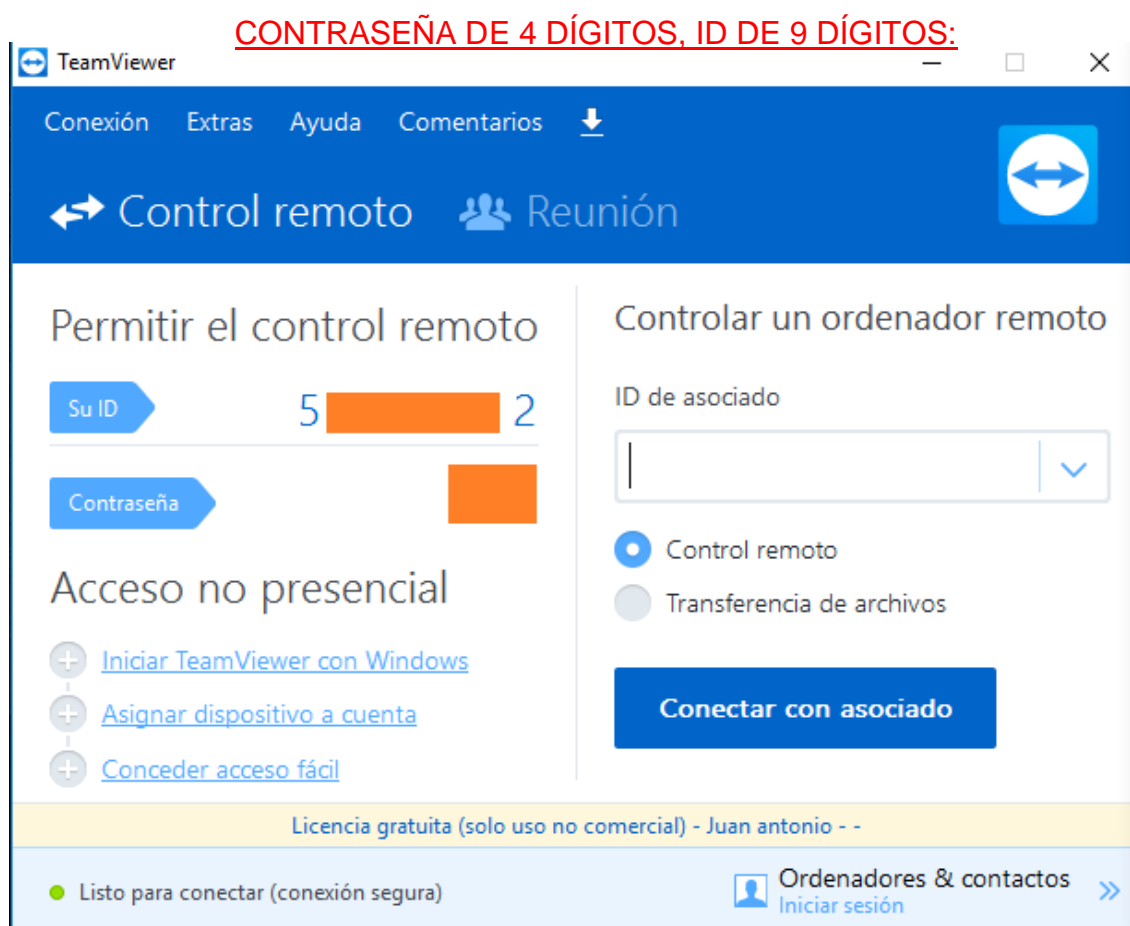 CONTRASEÑA DE 4 DÍGITOS, ID DE 9 DÍGITOS:
TeamViewer
Conexión Extras Ayuda Comentarios
Control remoto Reunión
Permitir el control remoto
Su ID 5 2
Contraseña
Acceso no presencial
Iniciar TeamViewer con Windows
Asignar dispositivo a cuenta
Conceder acceso fácil
Controlar un ordenador remoto
ID de asociado
Control remoto
Transferencia de archivos
Conectar con asociado
Licencia gratuita (solo uso no comercial) - Juan antonio - -
Listo para conectar (conexión segura)
Ordenadores & contactos
Iniciar sesión